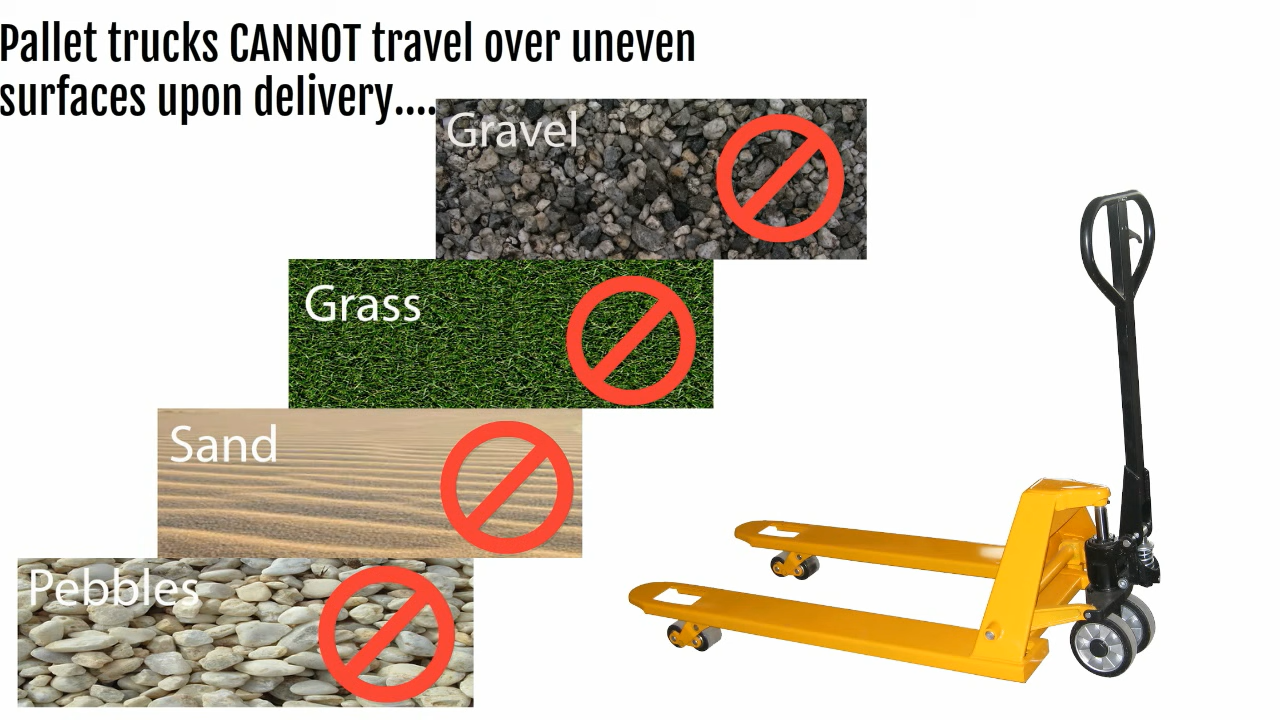 Pallet trucks CANNOT travel over uneven
surfaces upon delivery....
Gravel
Grass
Sand
Pebbles